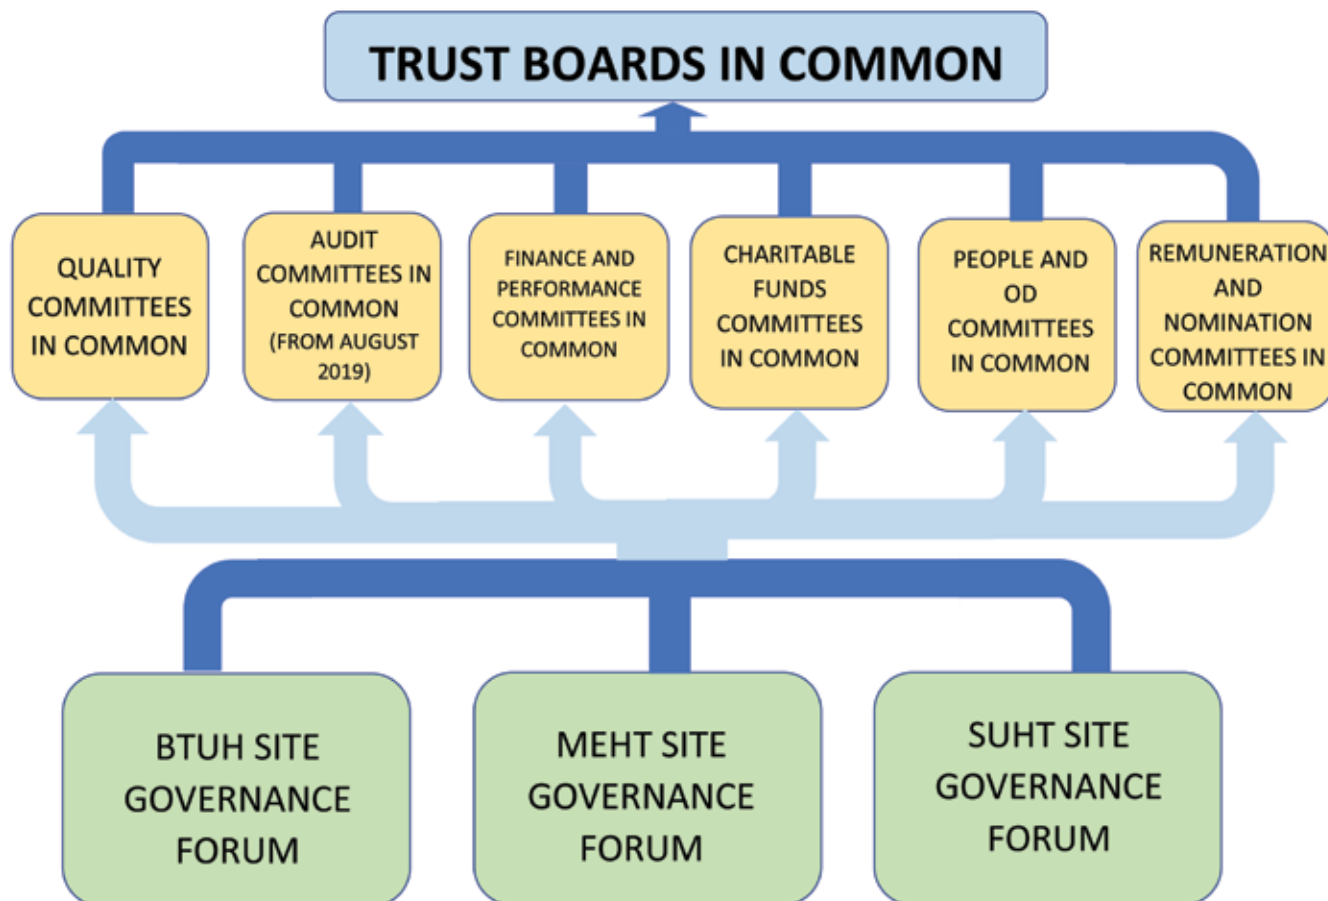 TRUST BOARDS IN COMMON
QUALITY
COMMITTEES
IN COMMON
AUDIT
COMMITTEES IN
COMMON
(FROM AUGUST
2019)
FINANCE AND
PERFORMANCE
COMMITTEES IN
COMMON
CHARITABLE
FUNDS
COMMITTEES
IN COMMON
PEOPLE AND
OD
COMMITTEES
IN COMMON
REMUNERATION
AND
NOMINATION
COMMITTEES IN
COMMON
BTUH SITE
GOVERNANCE
FORUM
MEHT SITE
GOVERNANCE
FORUM
SUHT SITE
GOVERNANCE
FORUM